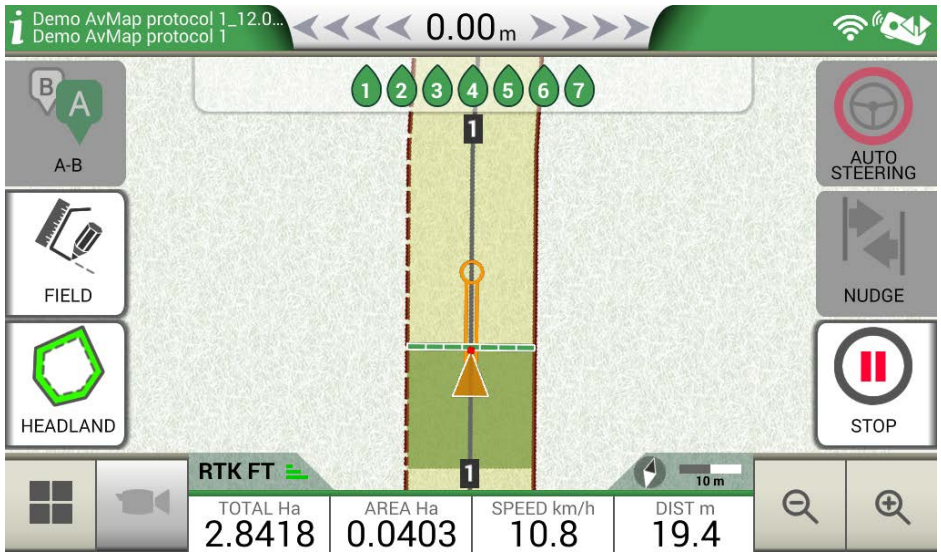 Demo AvMap protocol 1_12.0...
Demo AvMap protocol 1
0.00 m
1 2 3 4 5 6 7
B A
A-B
AUTO
STEERING
1
FIELD
NUDGE
HEADLAND
STOP
1
RTK FT
10 m
TOTAL Ha
2.8418
AREA Ha
0.0403
SPEED km/h
10.8
DIST m
19.4